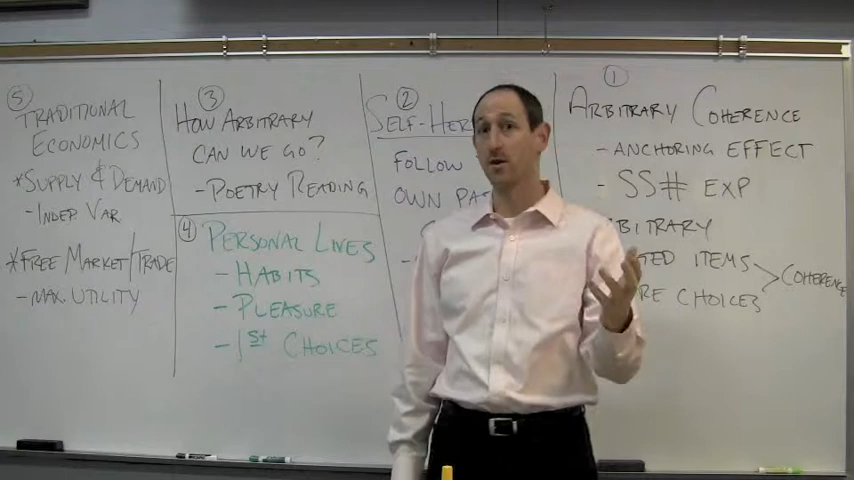 5
TRADITIONAL
ECONOMICS
*SUPPLY & DEMAND
- INDEP. VAR
*FREE MARKET/TRADE
- MAX. UTILITY
3
HOW ARBITRARY
CAN WE GO?
- POETRY READING
4
PERSONAL LIVES
- HABITS
- PLEASURE
- 1st CHOICES
2
SELF-HER
FOLLOW
OWN PA
1
ARBITRARY COHERENCE
- ANCHORING EFFECT
- SS# EXP
BITRARY
TED ITEMS
RE CHOICES
COHERENCE